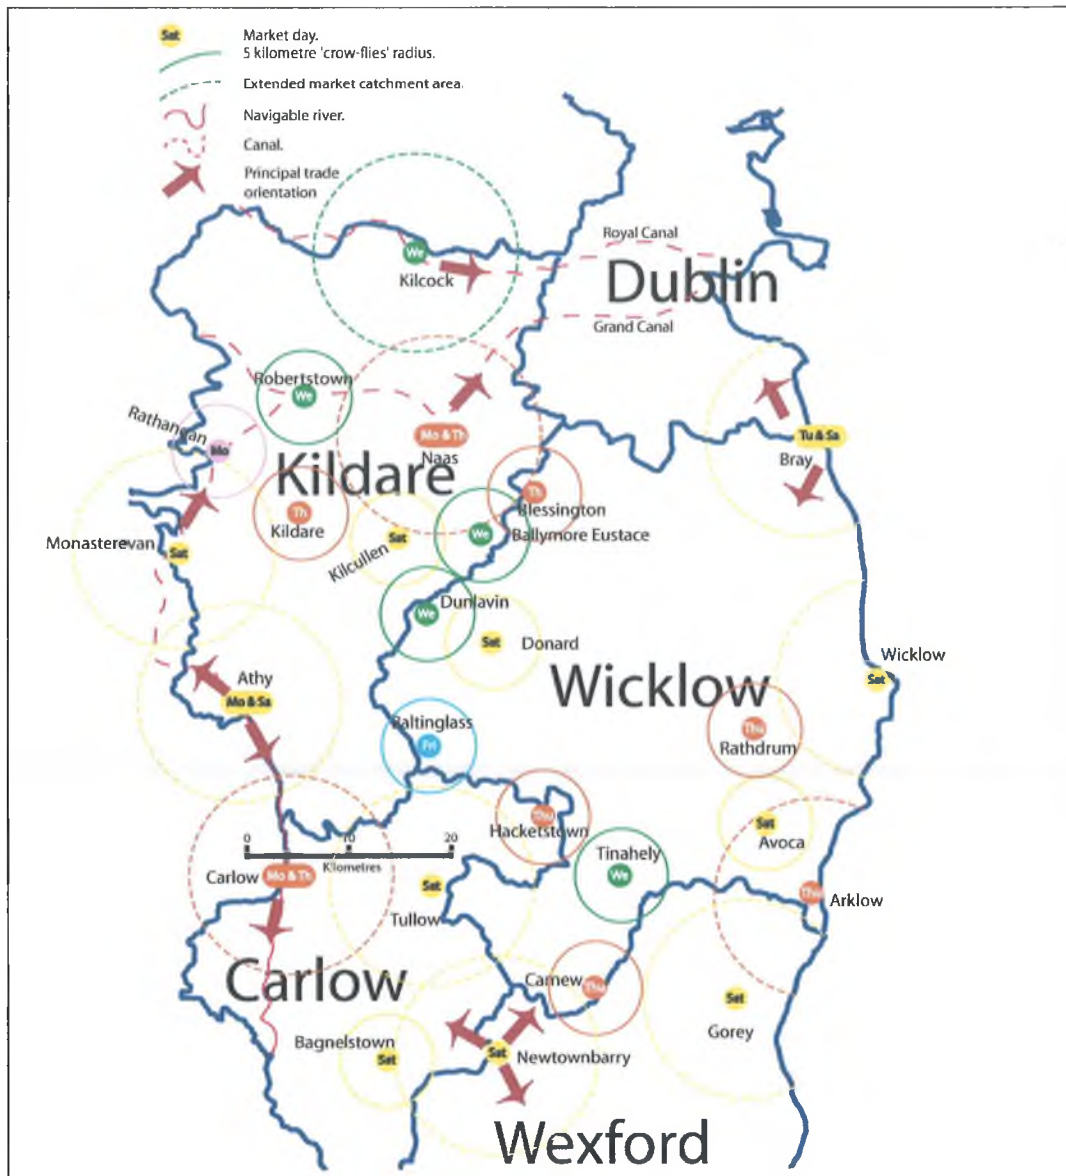 Sat Market day.
5 kilometre 'crow-flies' radius.
Extended market catchment area.
Navigable river.
Canal.
Principal trade
orientation
Royal Canal
We
Kilcock
Dublin
Grand Canal
Robertstown
We
Rathangan
Mo
Mo & Th
Naas
Tu & Sa
Bray
Kildare
Th
Blessington
Th
Kildare
Sat
Kilcullen
We
Ballymore Eustace
Monasterevan
Sat
Dunlavin
We
Sat
Donard
Wicklow
Sat
Athy
Mo & Sa
Wicklow
Baltinglass
Fri
Thu
Rathdrum
Thu
Hacketstown
Sat
Avoca
0 10 20
Kilometres
Tinahely
We
Carlow
Mo & Th
Sat
Tullow
Thu
Arklow
Carlow
Carnew
Thu
Sat
Gorey
Bagnelstown
Sat
Sat
Newtownbarry
Wexford